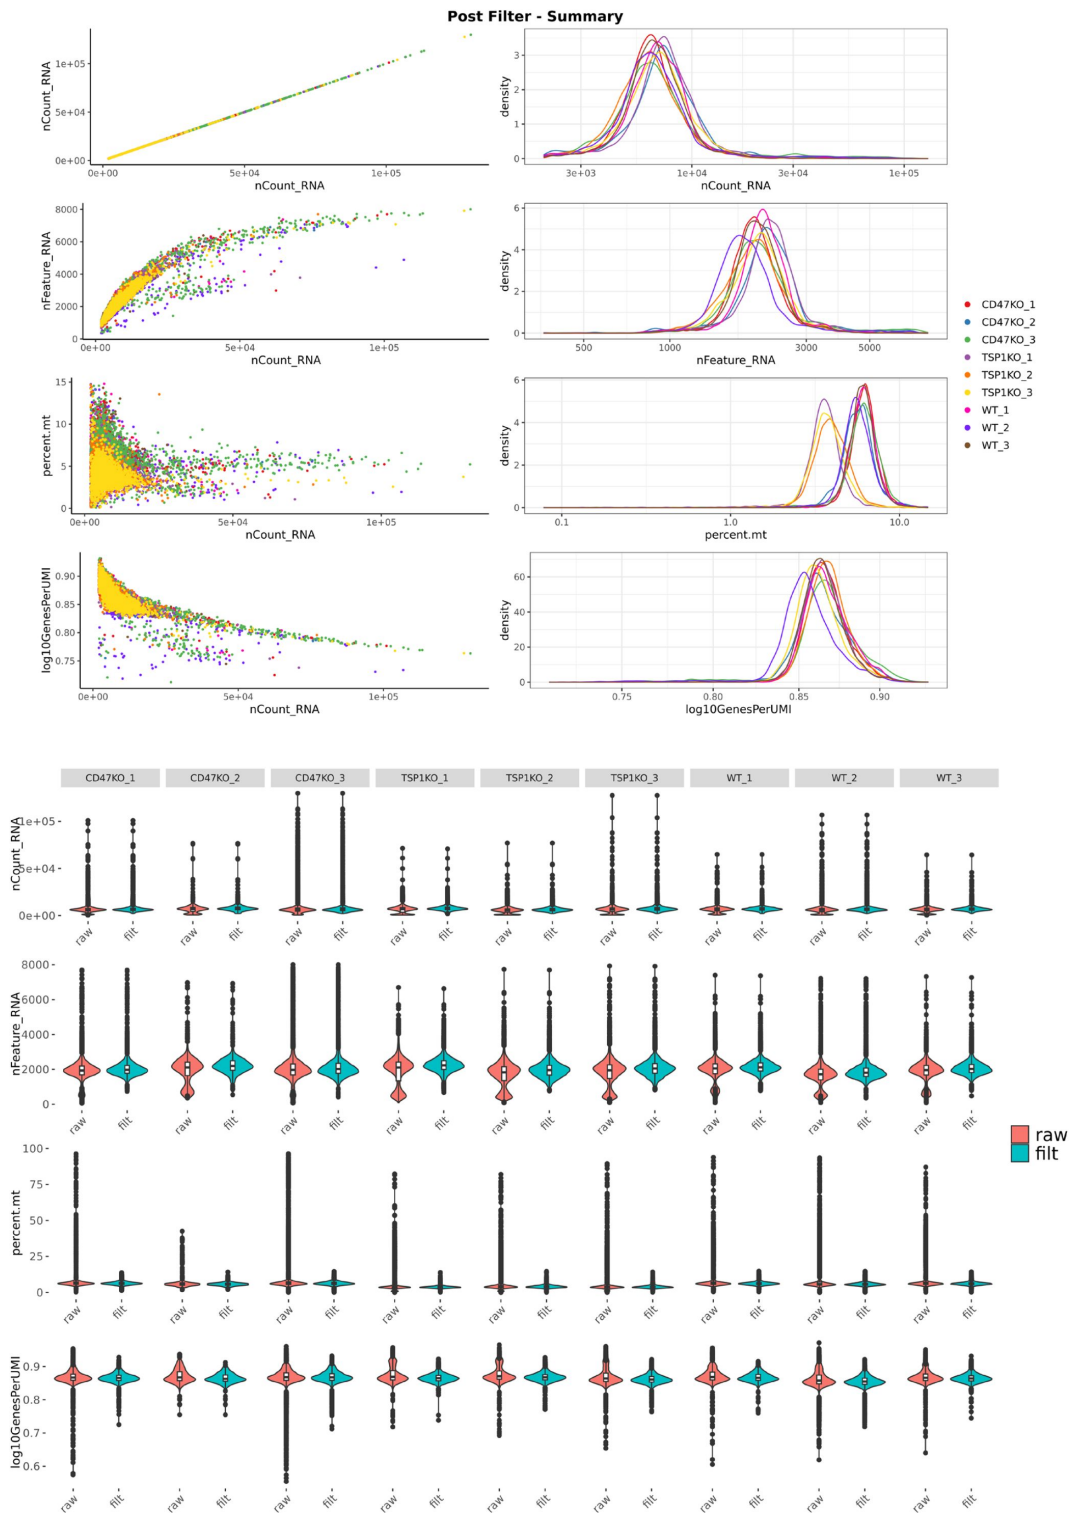 Post Filter - Summary
nCount_RNA
1e+05
5e+04
0e+00
0e+00 5e+04 1e+05
nCount_RNA
density
3
2
1
0
3e+03 1e+04 3e+04 1e+05
nCount_RNA
nFeature_RNA
8000
6000
4000
2000
0
0e+00 5e+04 1e+05
nCount_RNA
density
6
4
2
0
500 1000 3000 5000
nFeature_RNA
CD47KO_1
CD47KO_2
CD47KO_3
TSP1KO_1
TSP1KO_2
TSP1KO_3
WT_1
WT_2
WT_3
percent.mt
15
10
5
0
0e+00 5e+04 1e+05
nCount_RNA
density
6
4
2
0
0.1 1.0 10.0
percent.mt
log10GenesPerUMI
0.90
0.85
0.80
0.75
0e+00 5e+04 1e+05
nCount_RNA
density
60
40
20
0
0.75 0.80 0.85 0.90
log10GenesPerUMI
CD47KO_1 CD47KO_2 CD47KO_3 TSP1KO_1 TSP1KO_2 TSP1KO_3 WT_1 WT_2 WT_3
nCount_RNA
1e+05
5e+04
0e+00
raw filt raw filt raw filt raw filt raw filt raw filt raw filt raw filt raw filt
nFeature_RNA
8000
6000
4000
2000
0
raw filt raw filt raw filt raw filt raw filt raw filt raw filt raw filt raw filt
raw
filt
percent.mt
100
75
50
25
0
raw filt raw filt raw filt raw filt raw filt raw filt raw filt raw filt raw filt
log10GenesPerUMI
0.9
0.8
0.7
0.6
raw filt raw filt raw filt raw filt raw filt raw filt raw filt raw filt raw filt